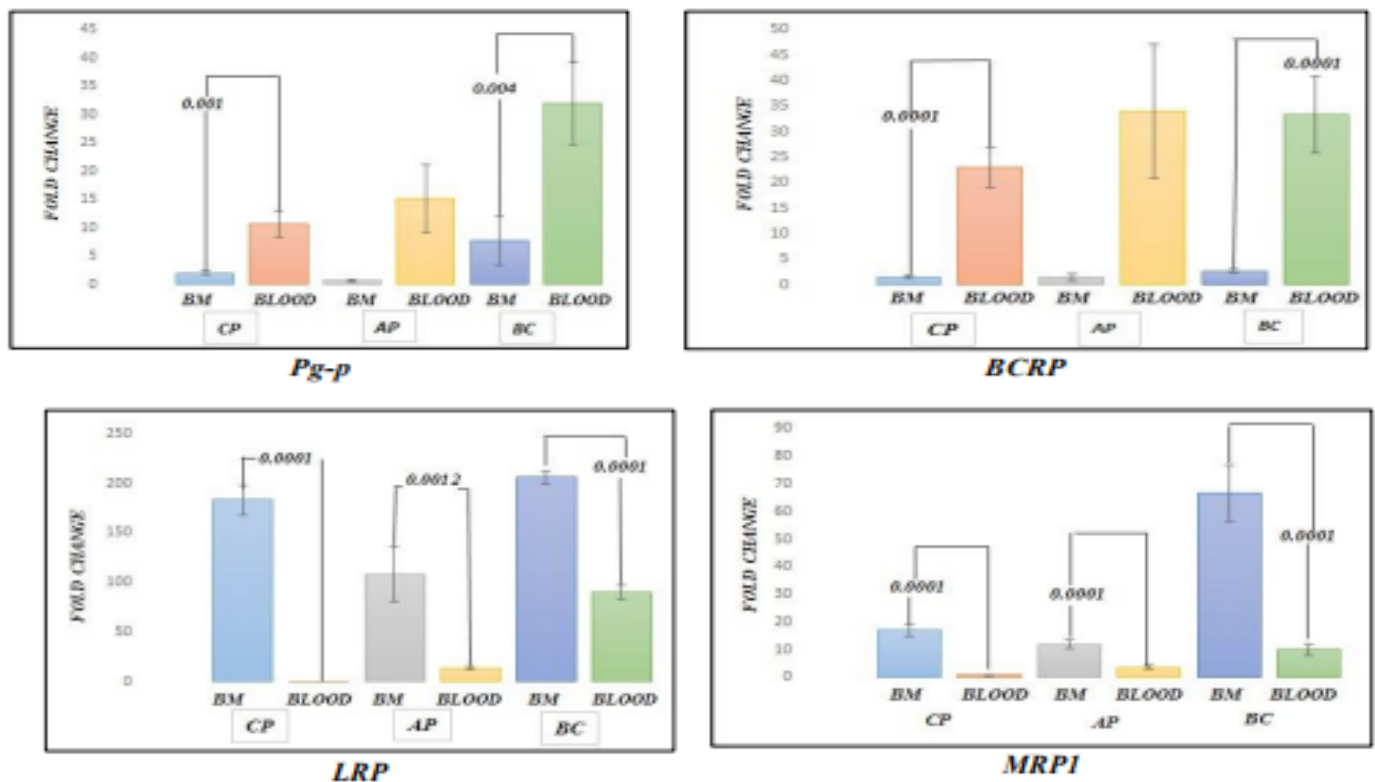 45
40
35
30
25
20
15
10
5
0
FOLD CHANGE
0.001
0.004
BM BLOOD BM BLOOD BM BLOOD
CP AP BC
Pg-p
50
45
40
35
30
25
20
15
10
5
0
FOLD CHANGE
0.0001
0.0001
BM BLOOD BM BLOOD BM BLOOD
CP AP BC
BCRP
250
200
150
100
50
0
FOLD CHANGE
0.0001
0.0012
0.0001
BM BLOOD BM BLOOD BM BLOOD
CP AP BC
LRP
90
80
70
60
50
40
30
20
10
0
FOLD CHANGE
0.0001
0.0001
0.0001
BM BLOOD BM BLOOD BM BLOOD
CP AP BC
MRP1